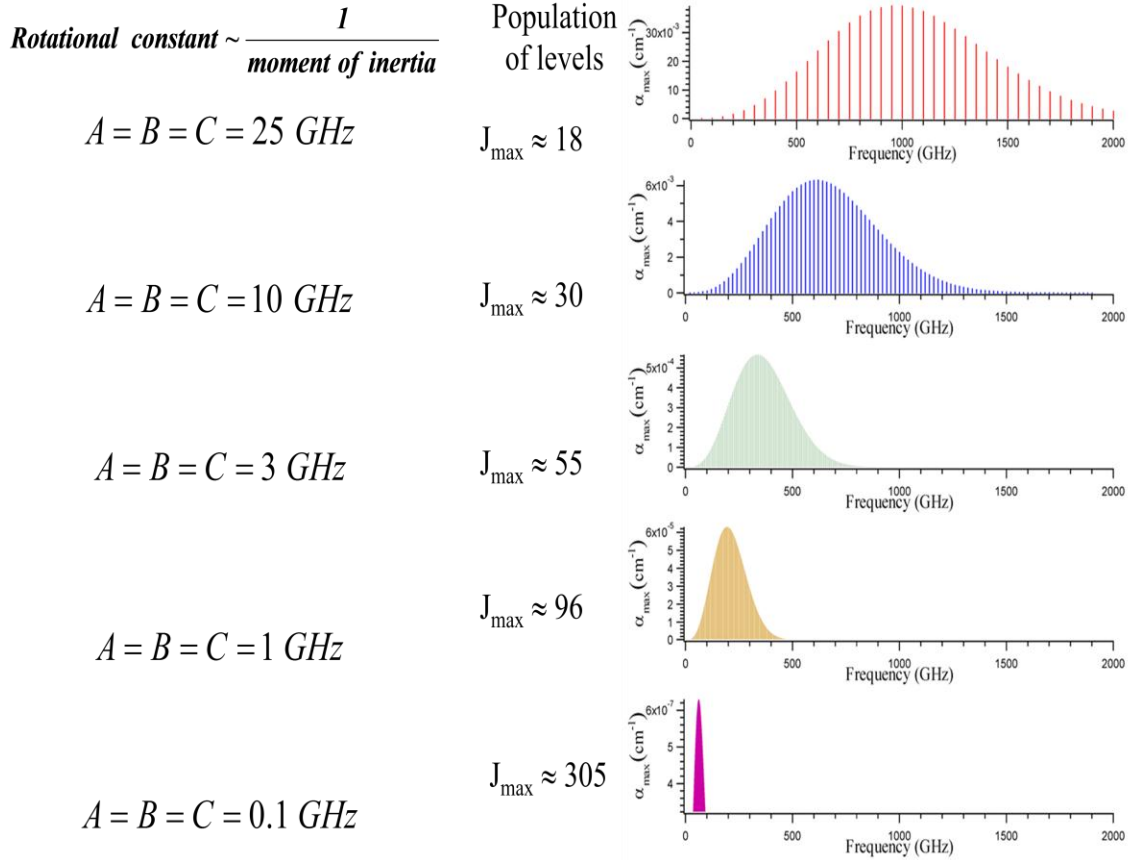 Rotational constant ~ 1 / moment of inertia
Population
of levels
A = B = C = 25 GHz
J_max ≈ 18
α_max (cm⁻¹)
30x10⁻³
20
10
0
0 500 1000 1500 2000
Frequency (GHz)
A = B = C = 10 GHz
J_max ≈ 30
α_max (cm⁻¹)
6x10⁻³
4
2
0
0 500 1000 1500 2000
Frequency (GHz)
A = B = C = 3 GHz
J_max ≈ 55
α_max (cm⁻¹)
5x10⁻⁴
4
3
2
1
0
0 500 1000 1500 2000
Frequency (GHz)
A = B = C = 1 GHz
J_max ≈ 96
α_max (cm⁻¹)
6x10⁻⁵
5
4
3
2
1
0
0 500 1000 1500 2000
Frequency (GHz)
A = B = C = 0.1 GHz
J_max ≈ 305
α_max (cm⁻¹)
6x10⁻⁷
5
4
0 500 1000 1500 2000
Frequency (GHz)